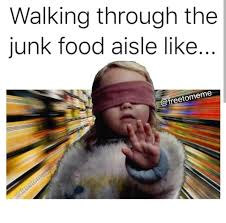 Walking through the
junk food aisle like...
@freetomeme